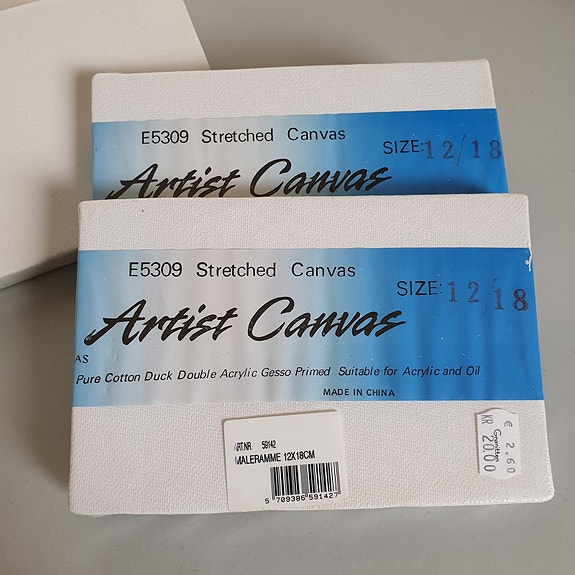 E5309 Stretched Canvas
SIZE: 12/18
Artist Canvas
E5309 Stretched Canvas
SIZE: 12/18
Artist Canvas
AS
Pure Cotton Duck Double Acrylic Gesso Primed Suitable for Acrylic and Oil
MADE IN CHINA
ART.NR 59142
MALERAMME 12X18CM
5 709386 591427
€ 2.60
Grønitten
KR 20.00